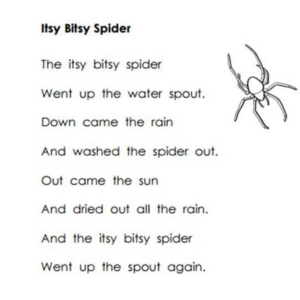 Itsy Bitsy Spider
The itsy bitsy spider
Went up the water spout.
Down came the rain
And washed the spider out.
Out came the sun
And dried out all the rain.
And the itsy bitsy spider
Went up the spout again.